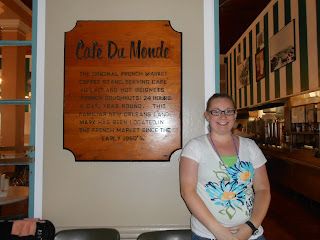 Cafe Du Monde
THE ORIGINAL FRENCH MARKET
COFFEE STAND SERVING CAFE
AU LAIT AND HOT BEIGNETS
(FRENCH DOUGHNUTS) 24 HOURS
A DAY YEAR ROUND. THIS
FAMILIAR NEW ORLEANS LAND
MARK HAS BEEN LOCATED IN
THE FRENCH MARKET SINCE THE
EARLY 1860'S.